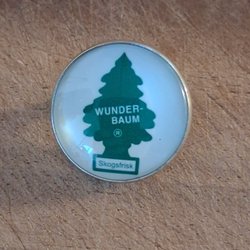 WUNDER-
BAUM
®
Skogsfrisk